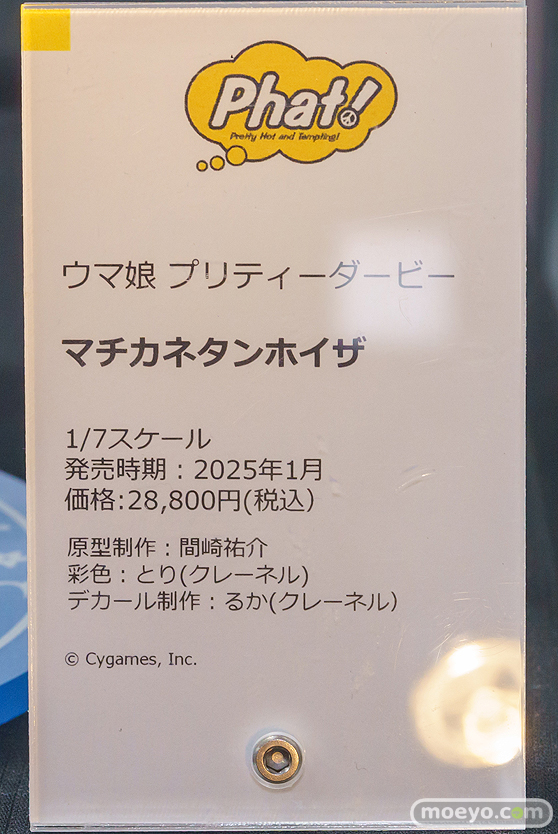 Phat!
Pretty Hot and Tempting!
ウマ娘 プリティーダービー
マチカネタンホイザ
1/7スケール
発売時期：2025年1月
価格:28,800円(税込)
原型制作：間崎祐介
彩色：とり(クレーネル)
デカール制作：るか(クレーネル)
© Cygames, Inc.
moeyo.com